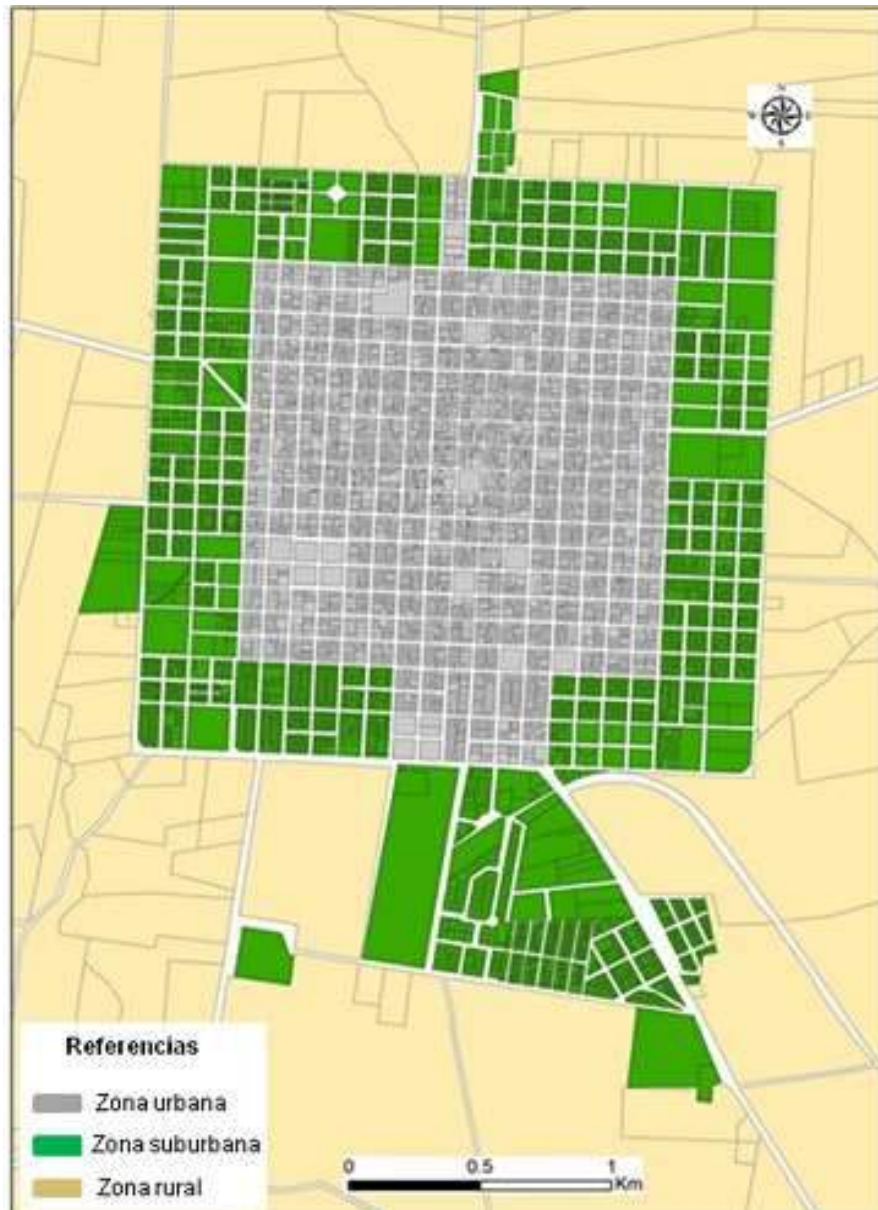 N
W E
S
Referencias
Zona urbana
Zona suburbana
Zona rural
0 0.5 1
Km